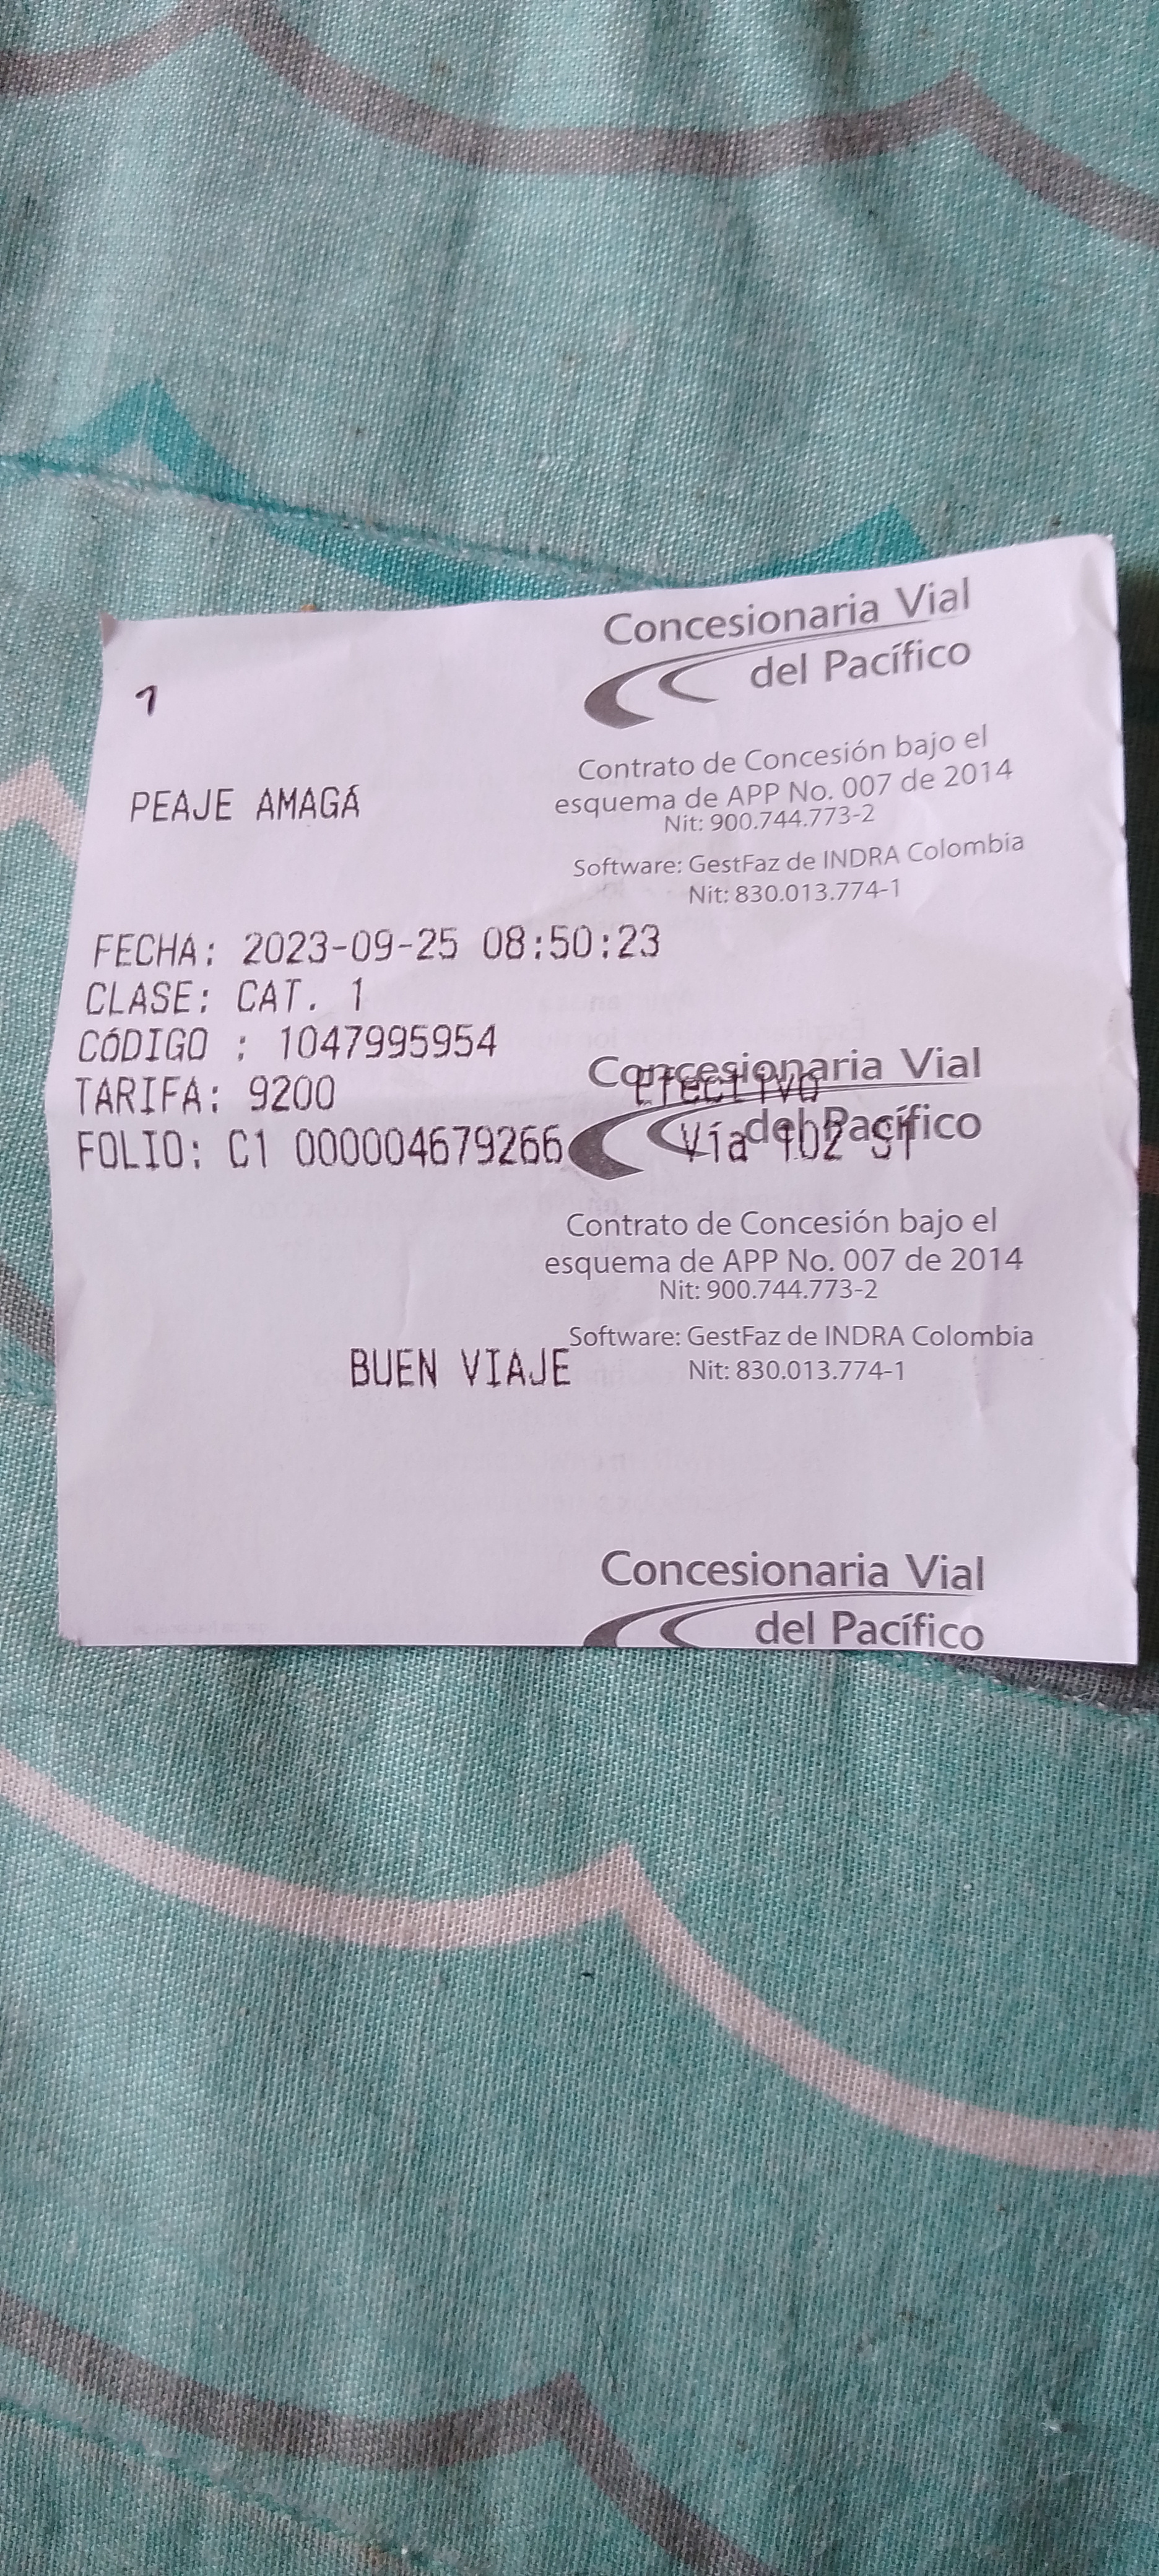 Concesionaria Vial
del Pacífico
1
Contrato de Concesión bajo el
esquema de APP No. 007 de 2014
Nit: 900.744.773-2
PEAJE AMAGÁ
Software: GestFaz de INDRA Colombia
Nit: 830.013.774-1
FECHA: 2023-09-25 08:50:23
CLASE: CAT. 1
CÓDIGO : 1047995954
Concesionaria Vial
TARIFA: 9200 Efectivo
del Pacífico
FOLIO: C1 000004679266 Vía 102 S1
Contrato de Concesión bajo el
esquema de APP No. 007 de 2014
Nit: 900.744.773-2
Software: GestFaz de INDRA Colombia
BUEN VIAJE
Nit: 830.013.774-1
Concesionaria Vial
del Pacífico